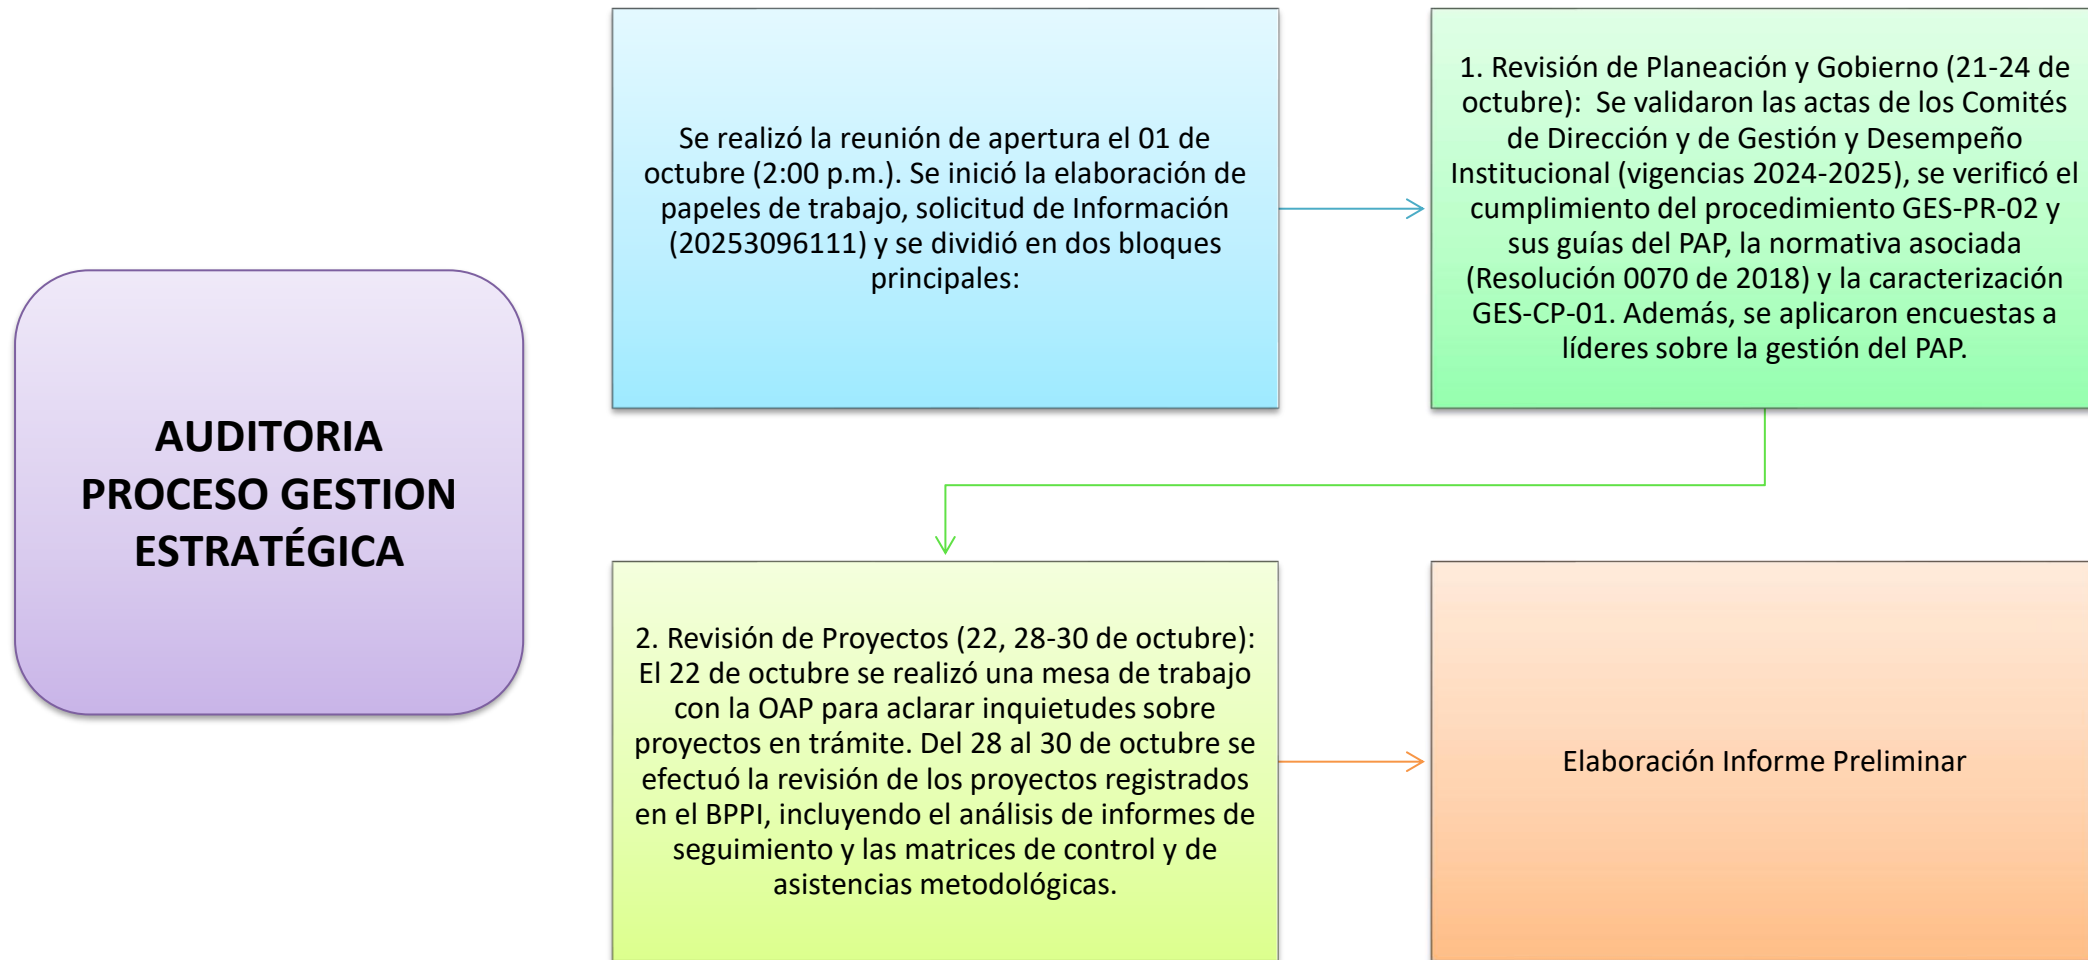 AUDITORIA
PROCESO GESTION
ESTRATÉGICA
Se realizó la reunión de apertura el 01 de
octubre (2:00 p.m.). Se inició la elaboración de
papeles de trabajo, solicitud de Información
(20253096111) y se dividió en dos bloques
principales:
1. Revisión de Planeación y Gobierno (21-24 de
octubre):  Se validaron las actas de los Comités
de Dirección y de Gestión y Desempeño
Institucional (vigencias 2024-2025), se verificó el
cumplimiento del procedimiento GES-PR-02 y
sus guías del PAP, la normativa asociada
(Resolución 0070 de 2018) y la caracterización
GES-CP-01. Además, se aplicaron encuestas a
líderes sobre la gestión del PAP.
2. Revisión de Proyectos (22, 28-30 de octubre):
El 22 de octubre se realizó una mesa de trabajo
con la OAP para aclarar inquietudes sobre
proyectos en trámite. Del 28 al 30 de octubre se
efectuó la revisión de los proyectos registrados
en el BPPI, incluyendo el análisis de informes de
seguimiento y las matrices de control y de
asistencias metodológicas.
Elaboración Informe Preliminar